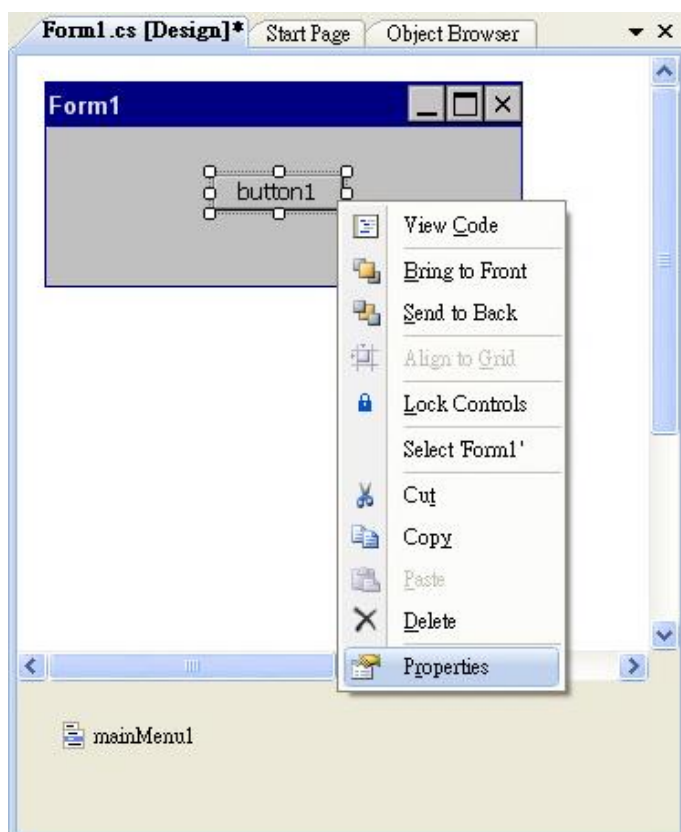 Form1.cs [Design]* Start Page Object Browser
Form1
button1
View Code
Bring to Front
Send to Back
Align to Grid
Lock Controls
Select 'Form1'
Cut
Copy
Paste
Delete
Properties
mainMenu1